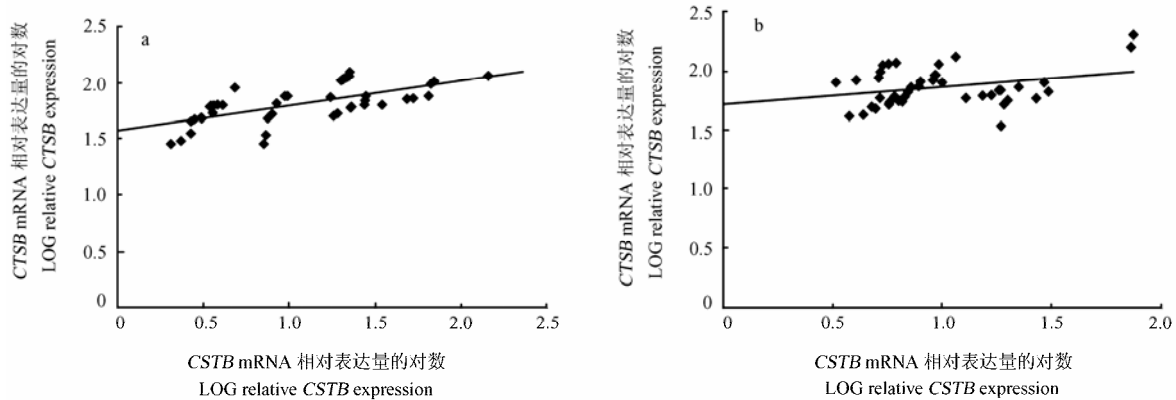 CTSB mRNA 相对表达量的对数
LOG relative CTSB expression
a
2.5
2.0
1.5
1.0
0.5
0
0 0.5 1.0 1.5 2.0 2.5
CSTB mRNA 相对表达量的对数
LOG relative CSTB expression
CTSB mRNA 相对表达量的对数
LOG relative CTSB expression
b
2.5
2.0
1.5
1.0
0.5
0
0 0.5 1.0 1.5 2.0
CSTB mRNA 相对表达量的对数
LOG relative CSTB expression